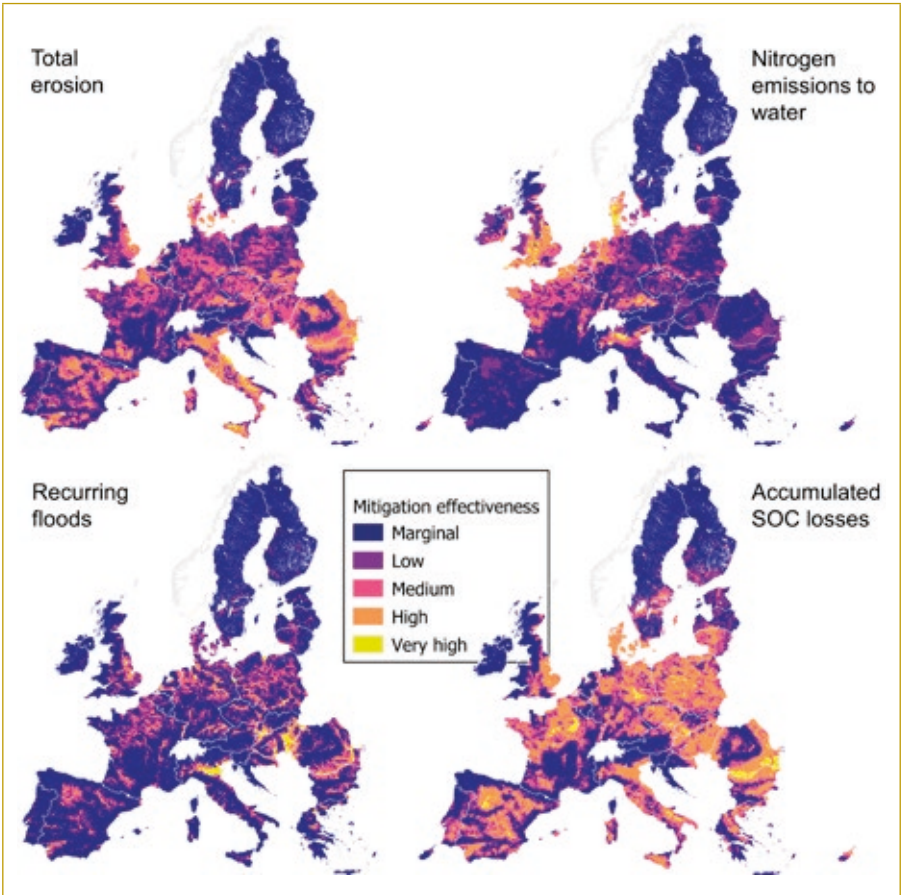 Total
erosion
Nitrogen
emissions to
water
Recurring
floods
Mitigation effectiveness
Marginal
Low
Medium
High
Very high
Accumulated
SOC losses